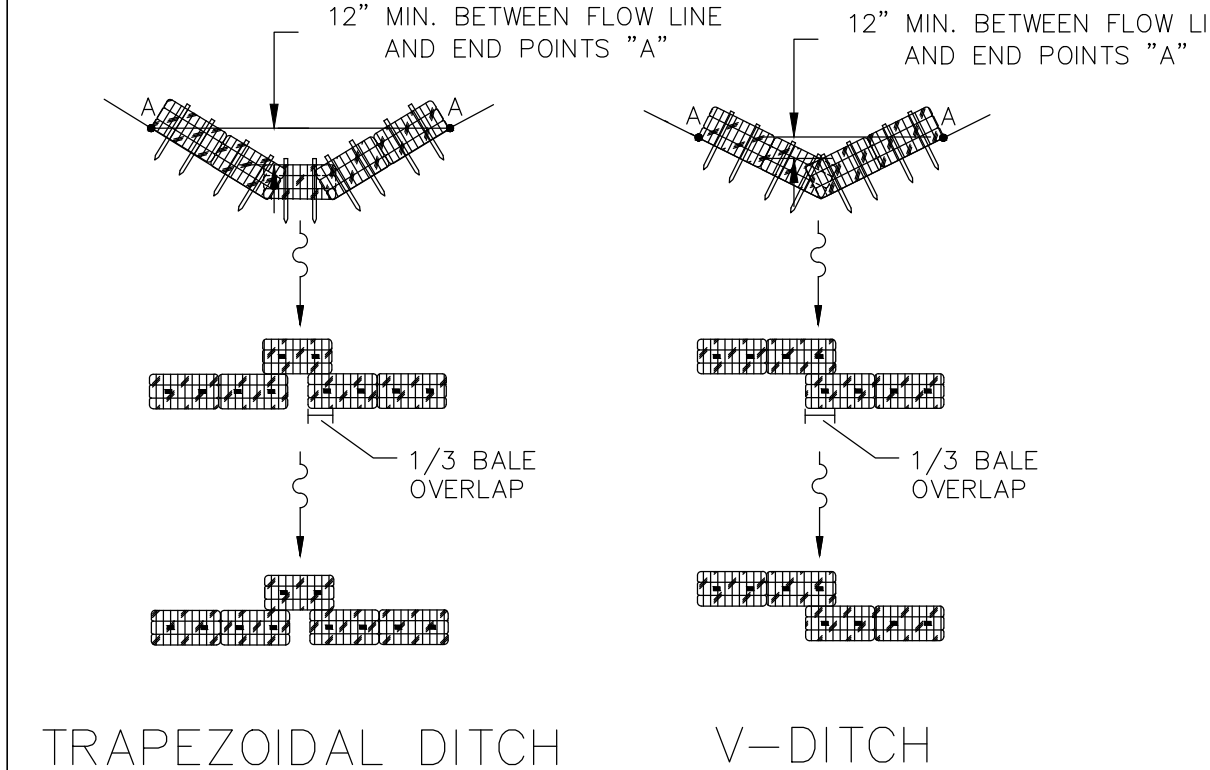 12” MIN. BETWEEN FLOW LINE
AND END POINTS ”A”
12” MIN. BETWEEN FLOW LI
AND END POINTS ”A”
A
A
A
A
1/3 BALE
OVERLAP
1/3 BALE
OVERLAP
TRAPEZOIDAL DITCH
V-DITCH